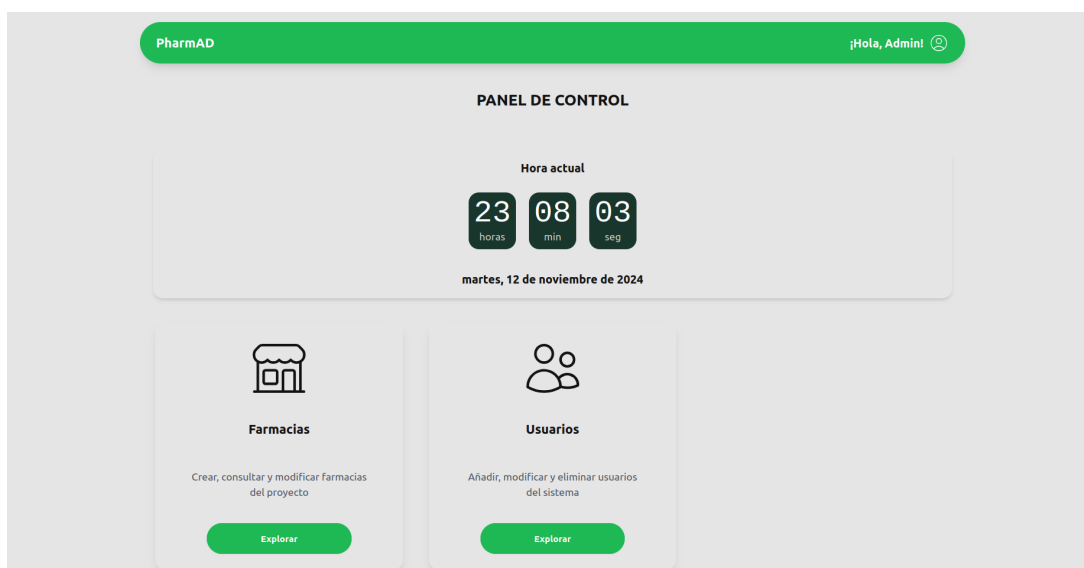 PharmAD
¡Hola, Admin!
PANEL DE CONTROL
Hora actual
23 08 03
horas min seg
martes, 12 de noviembre de 2024
Farmacias
Crear, consultar y modificar farmacias
del proyecto
Explorar
Usuarios
Añadir, modificar y eliminar usuarios
del sistema
Explorar